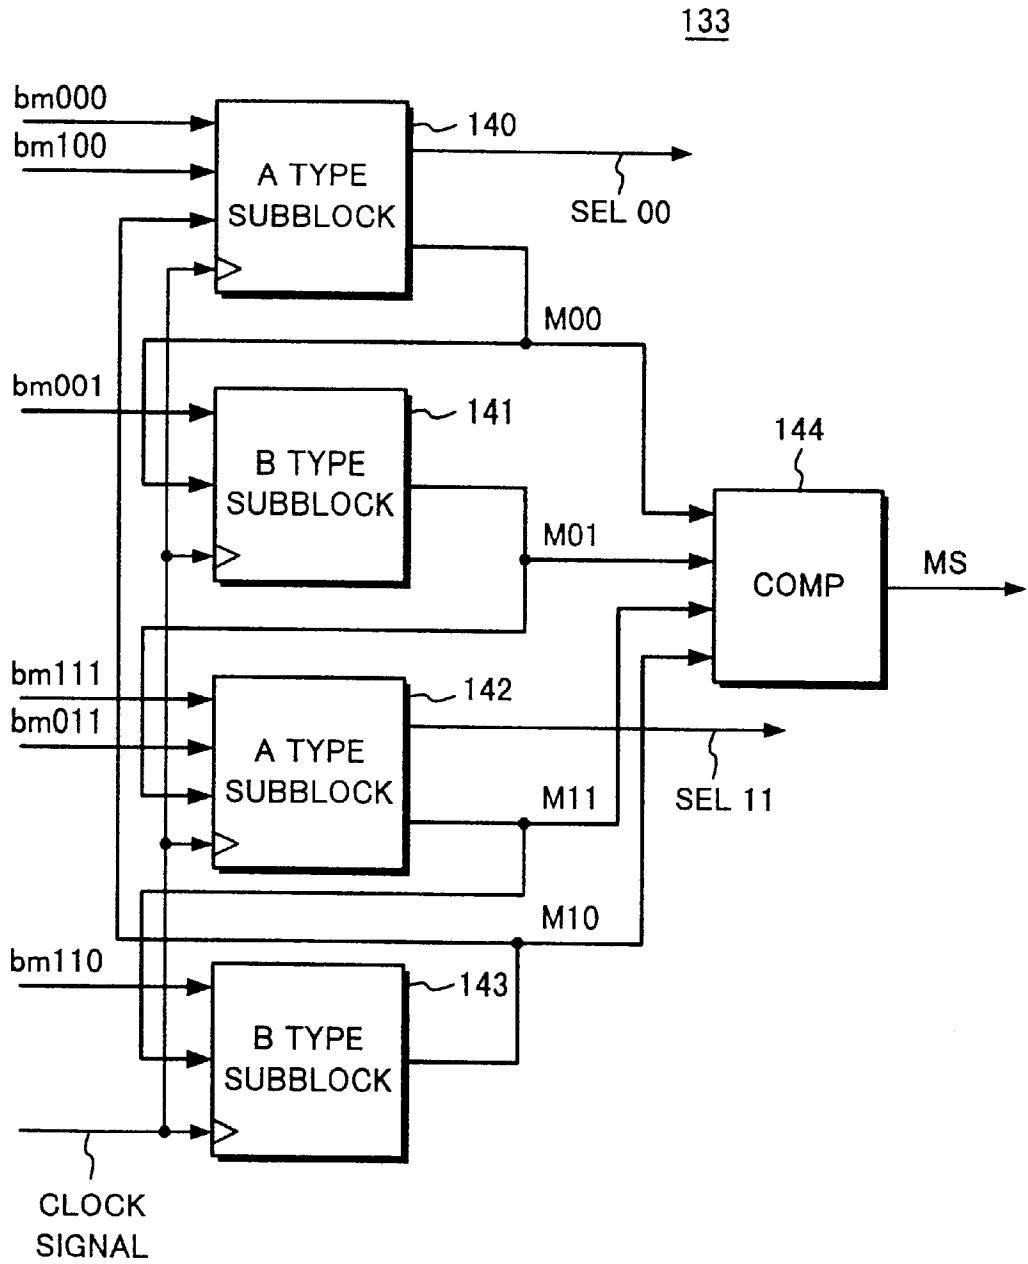 133
bm000
bm100
A TYPE
SUBBLOCK
140
SEL 00
M00
bm001
B TYPE
SUBBLOCK
141
M01
144
COMP
MS
bm111
bm011
A TYPE
SUBBLOCK
142
SEL 11
M11
M10
bm110
B TYPE
SUBBLOCK
143
CLOCK
SIGNAL